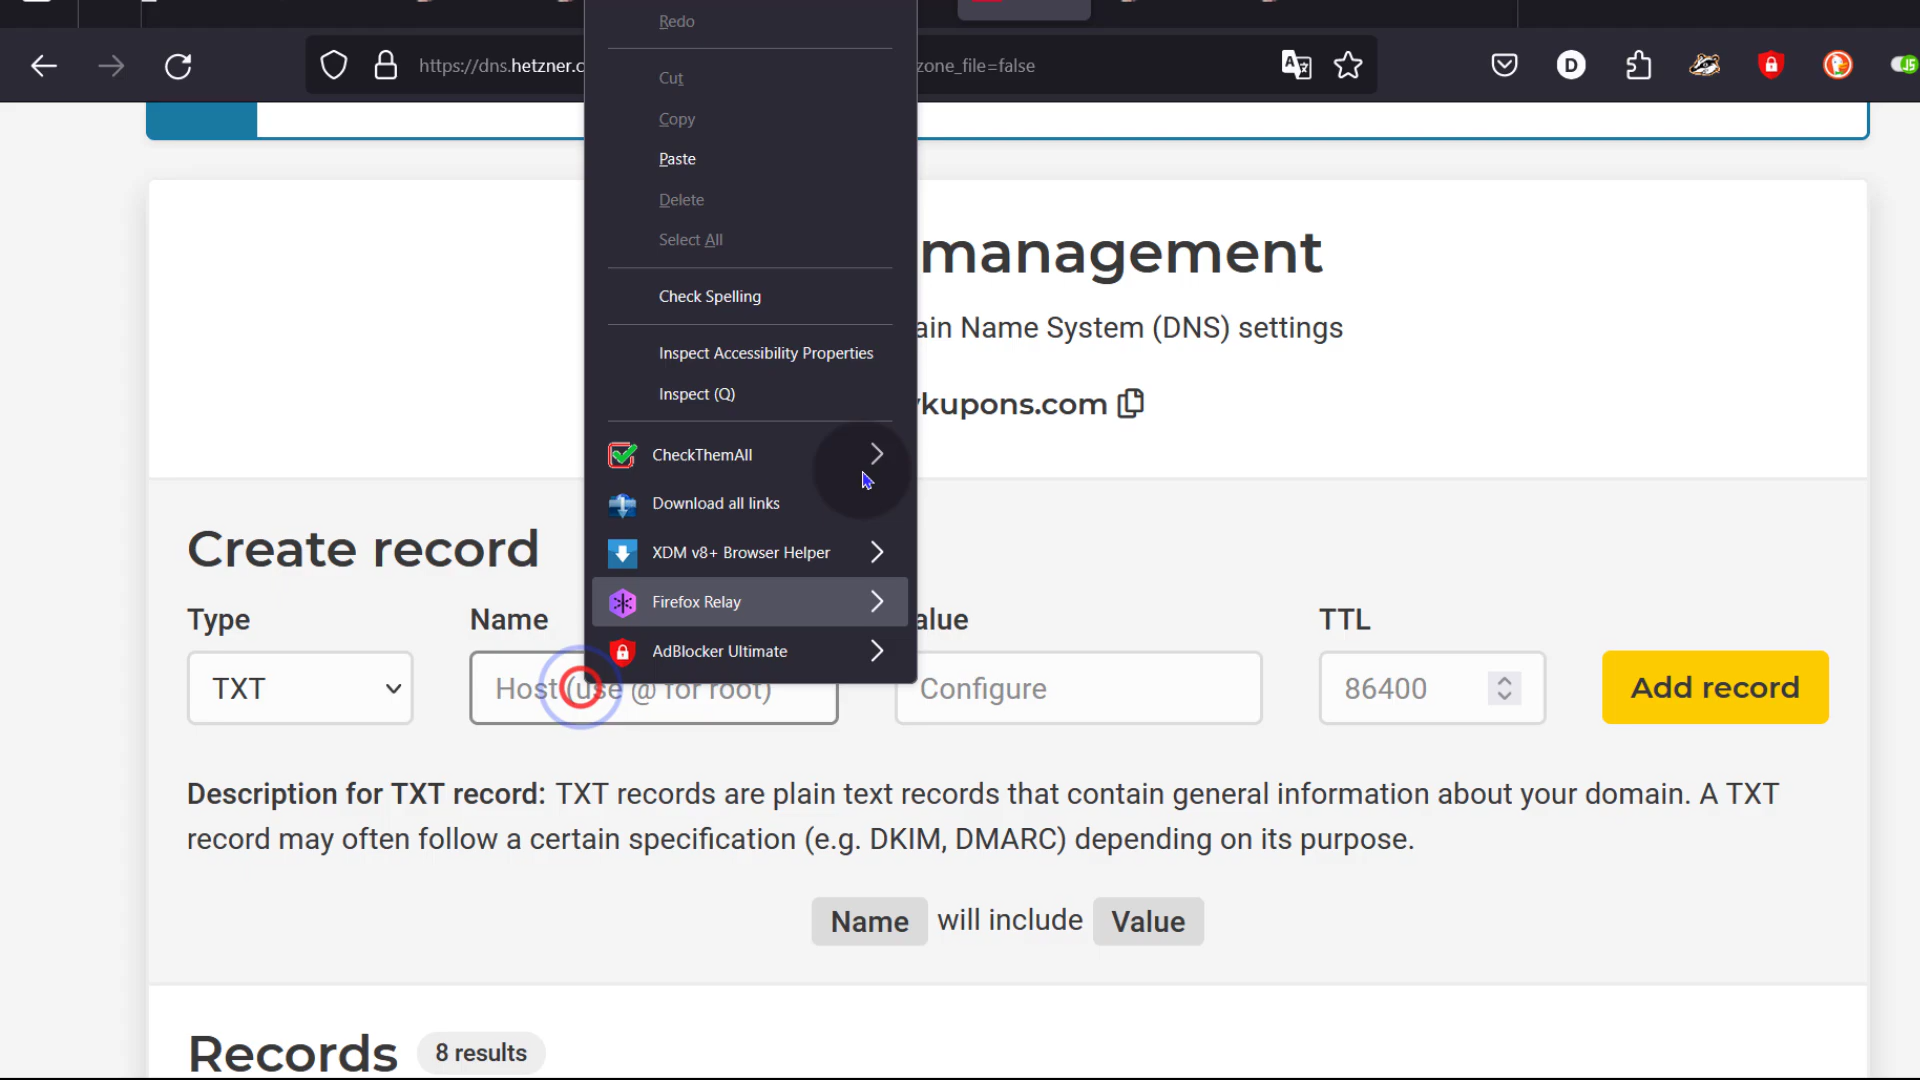 Redo
https://dns.hetzner.c
zone_file=false
Cut
Copy
Paste
Delete
Select All
management
Check Spelling
ain Name System (DNS) settings
Inspect Accessibility Properties
Inspect (Q)
kupons.com
CheckThemAll
Download all links
Create record
XDM v8+ Browser Helper
Firefox Relay
Type
Name
alue
TTL
AdBlocker Ultimate
TXT
Host (use @ for root)
Configure
86400
Add record
Description for TXT record: TXT records are plain text records that contain general information about your domain. A TXT
record may often follow a certain specification (e.g. DKIM, DMARC) depending on its purpose.
Name will include Value
Records 8 results